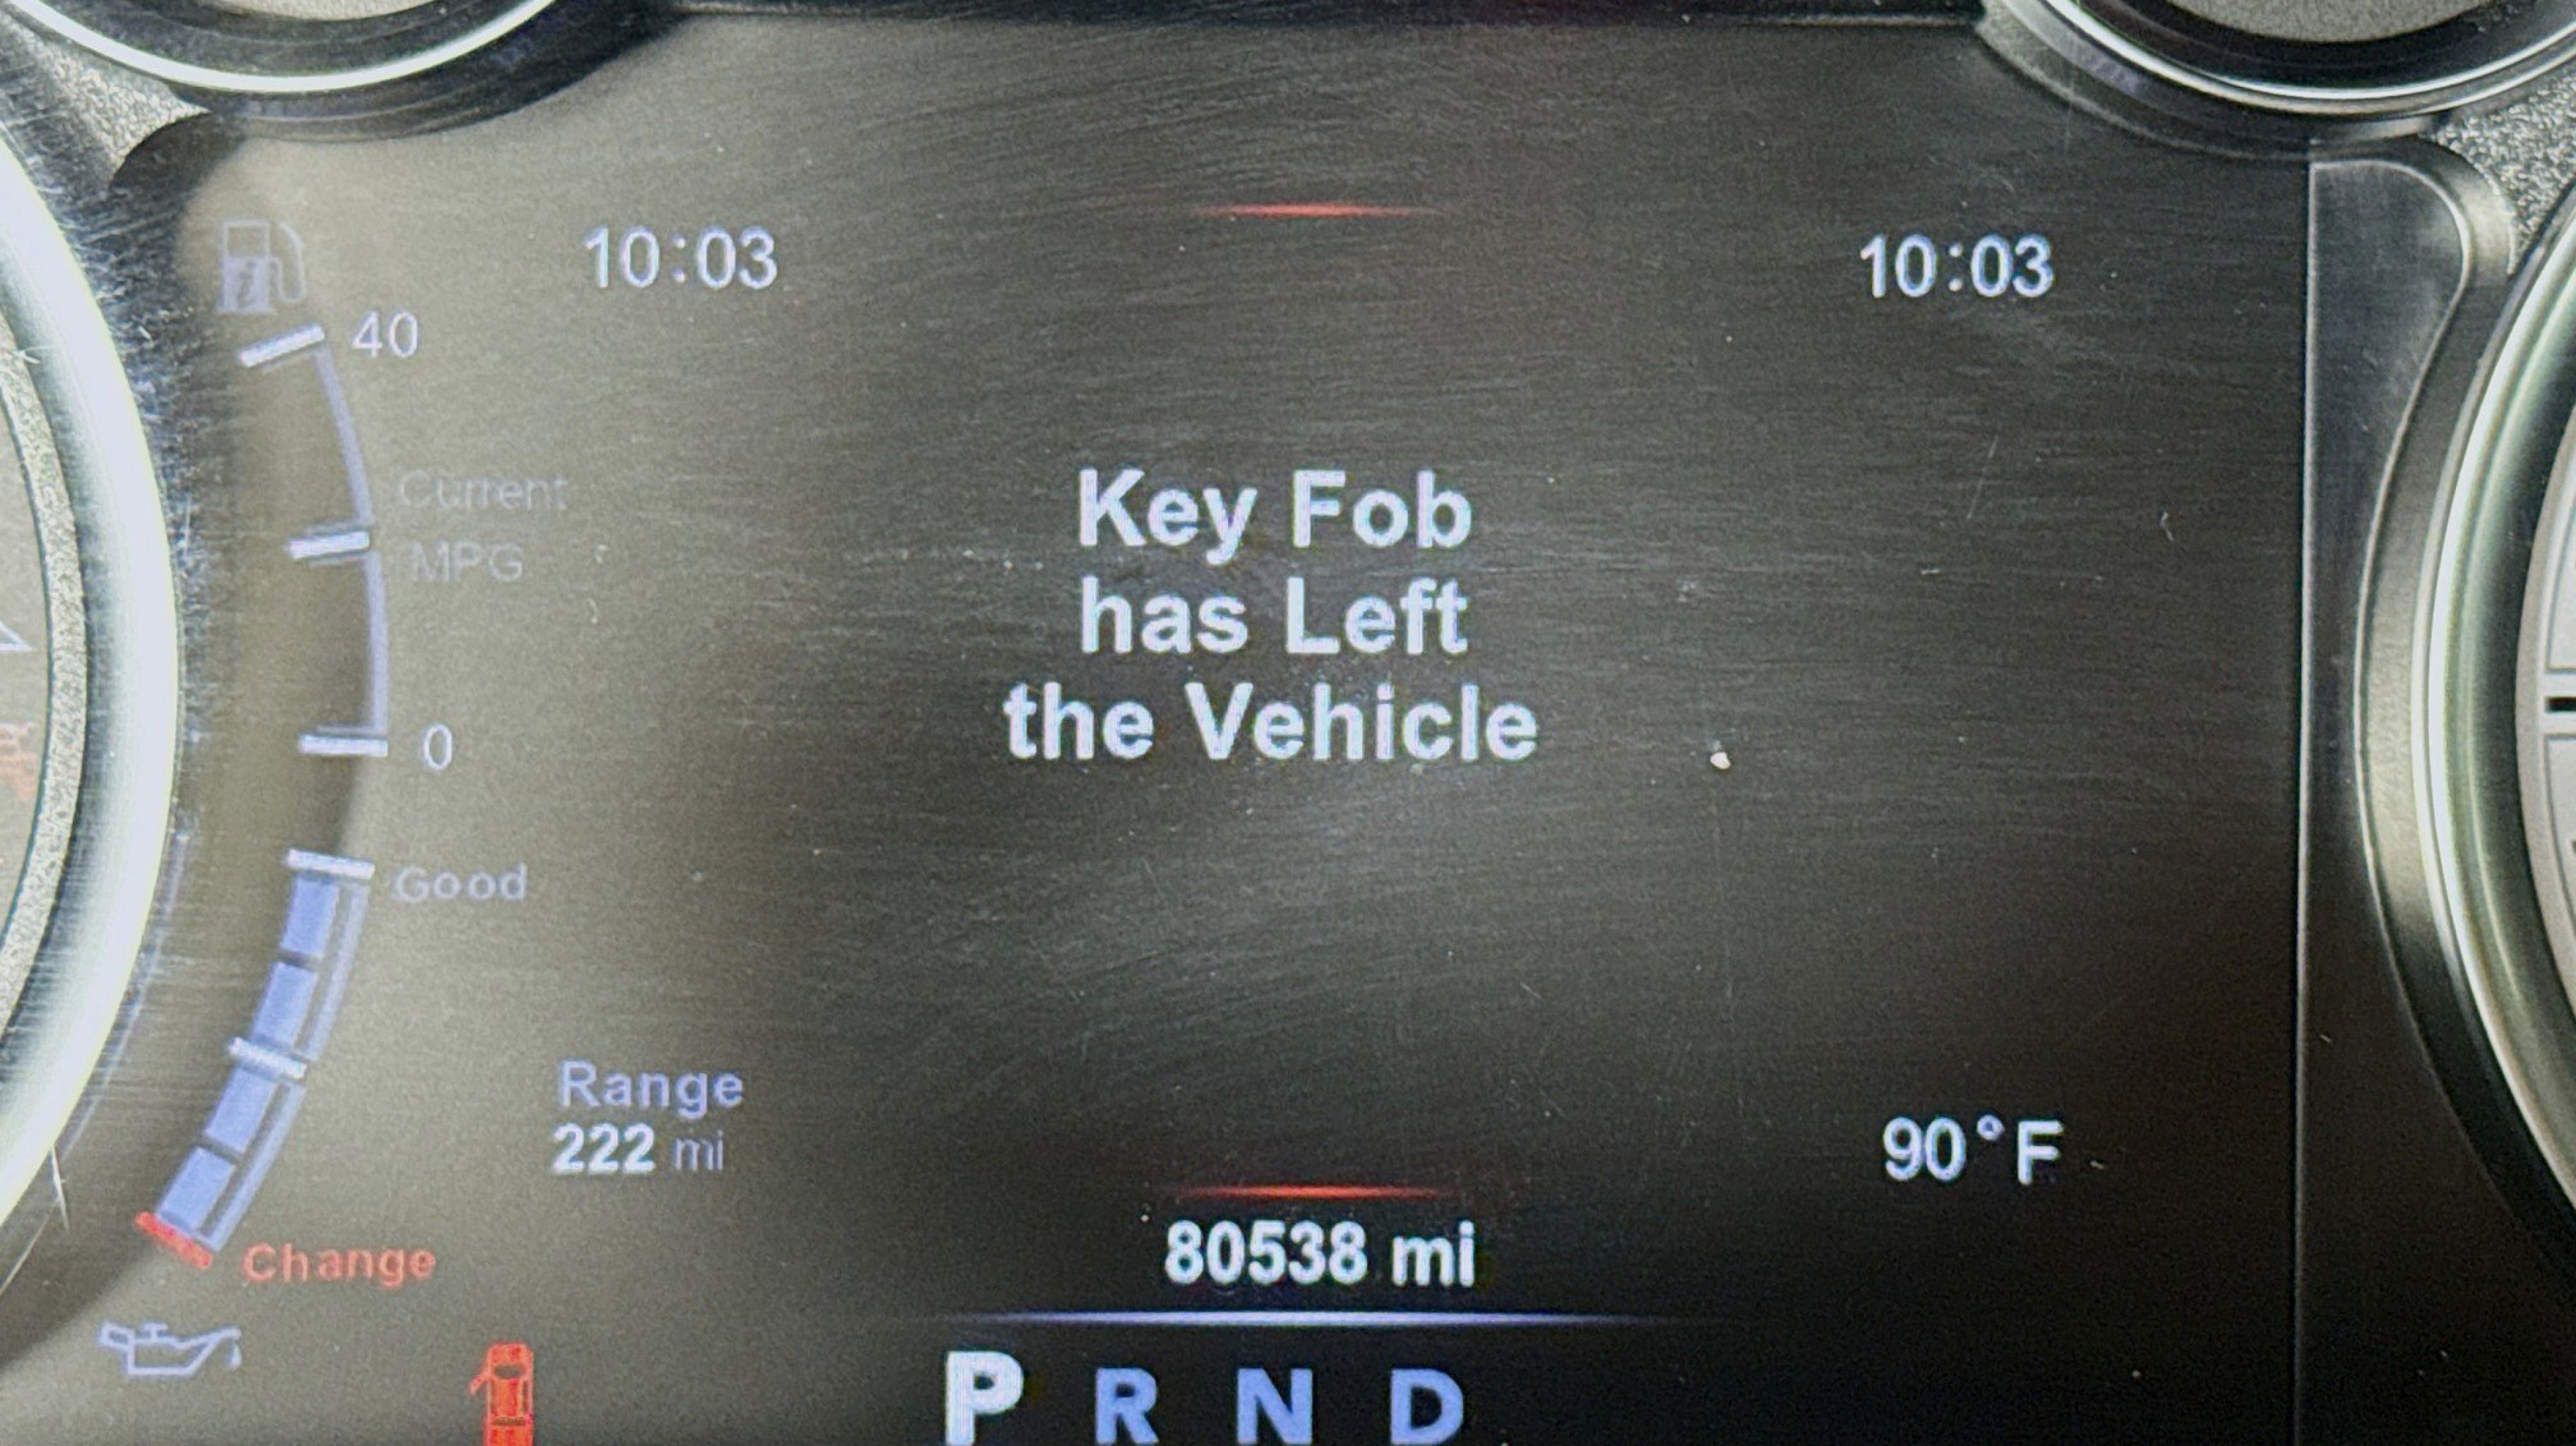 10:03
10:03
40
Current
MPG
Key Fob
has Left
the Vehicle
0
Good
Range
222 mi
90°F
80538 mi
Change
P R N D